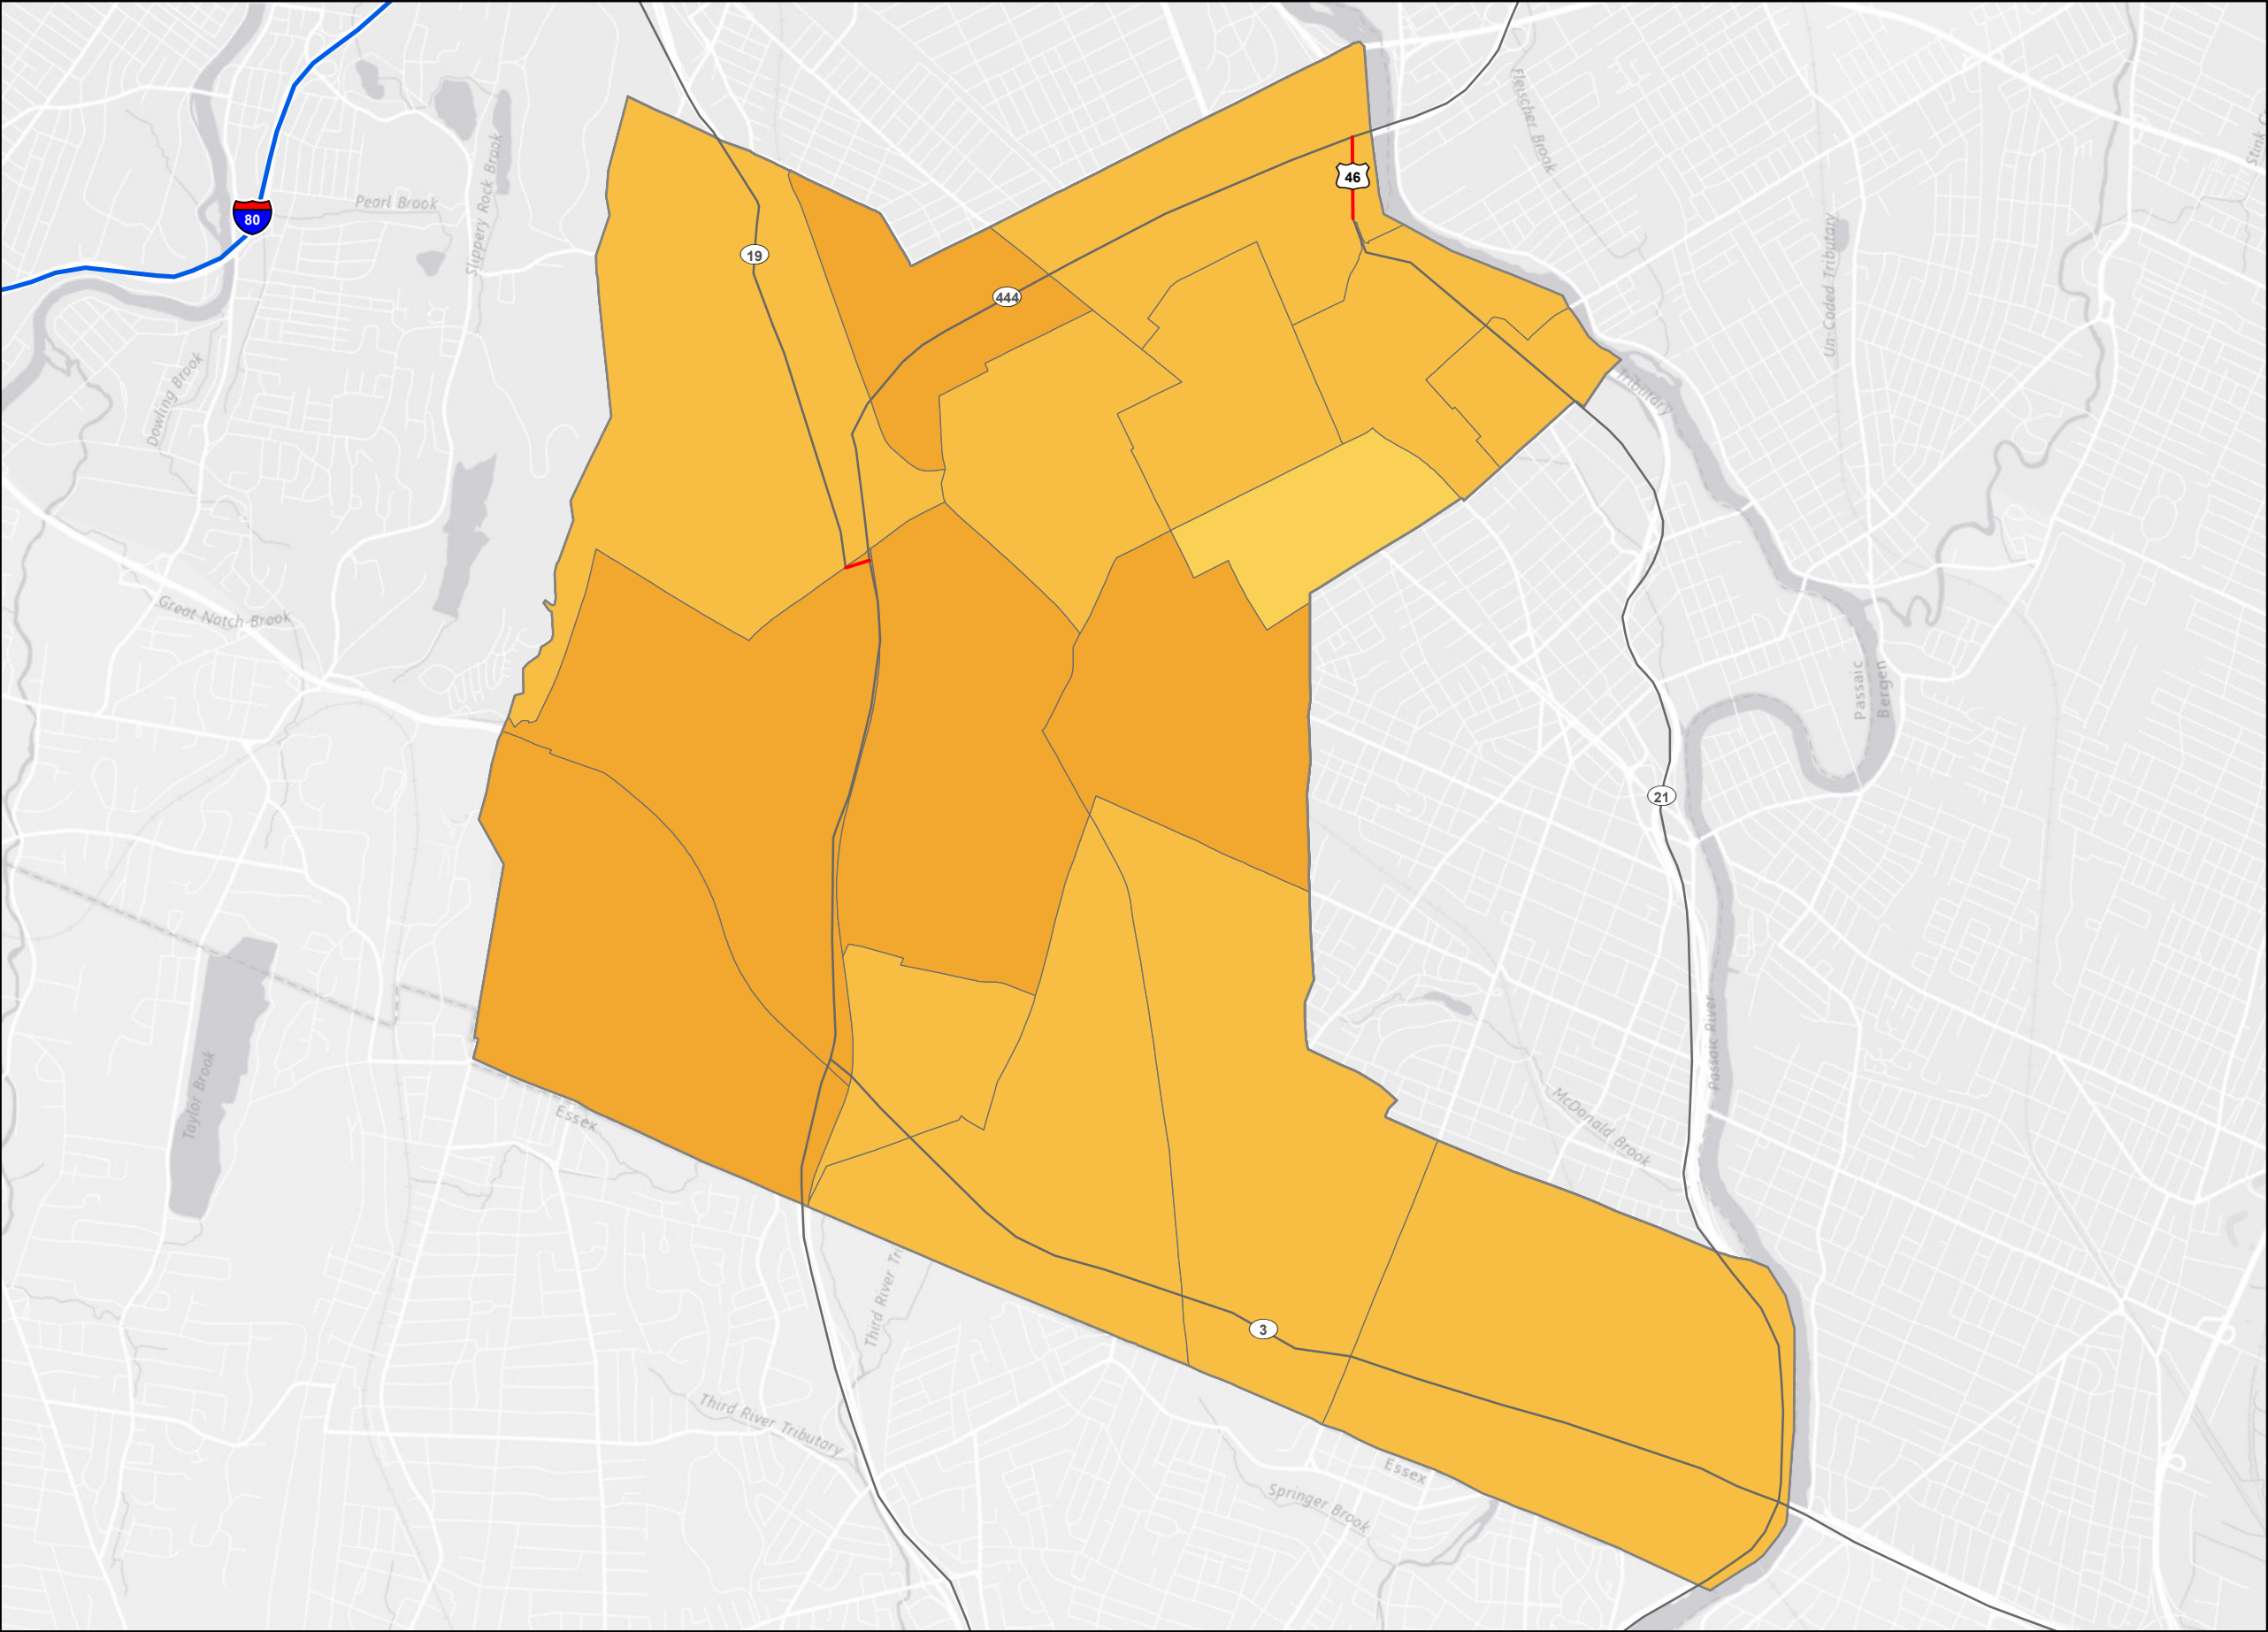 Fleischer Brook
Stink C
46
Pearl Brook
Slippery Rock Brook
80
19
Un-Coded Tributary
444
Dowling Brook
Tributary
Great Notch Brook
Passaic
Bergen
21
Passaic River
Taylor Brook
Essex
McDonald Brook
Third River Tr
3
Third River Tributary
Essex
Springer Brook